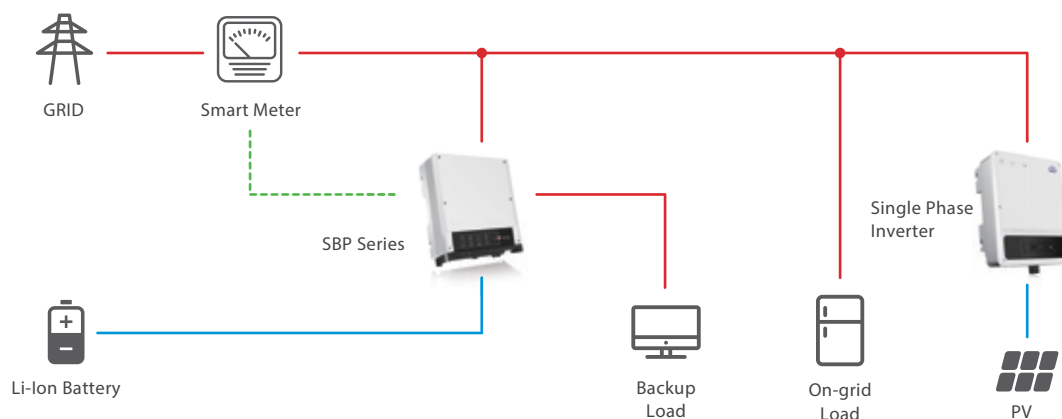 GRID
Smart Meter
SBP Series
Single Phase
Inverter
Li-Ion Battery
Backup
Load
On-grid
Load
PV